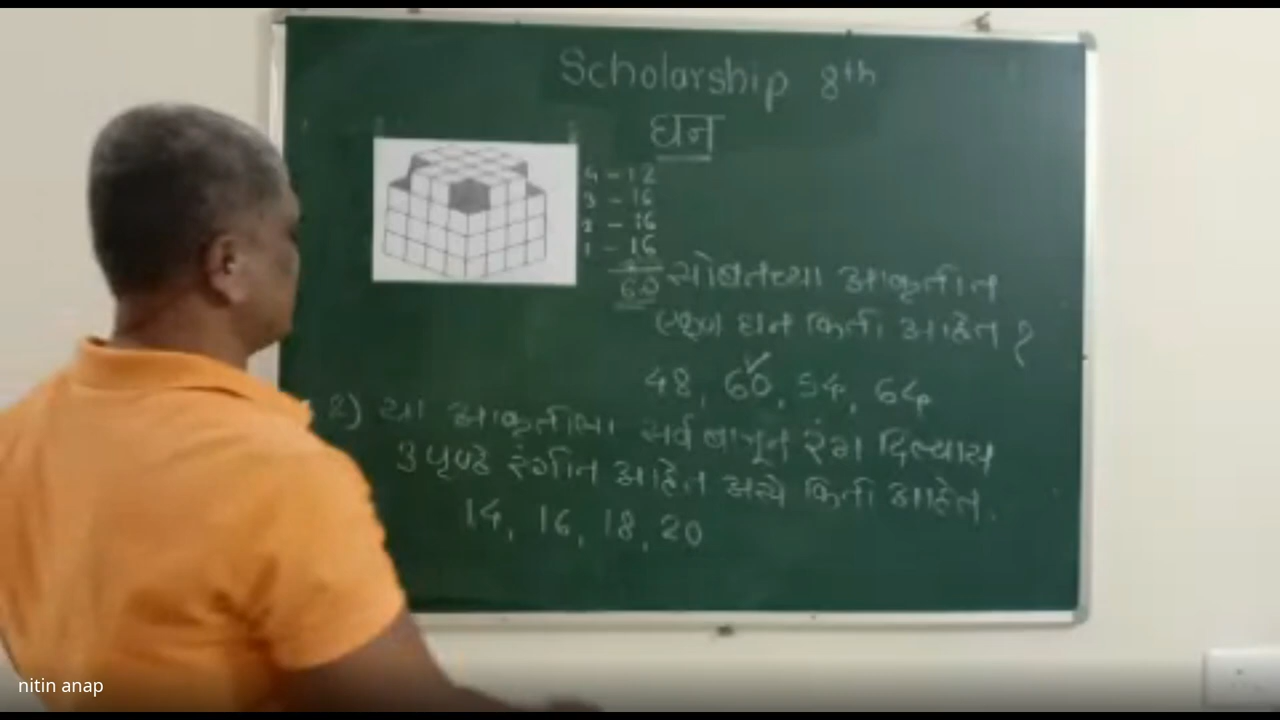 Scholarship 8th
घन
4 - 12
3 - 16
2 - 16
1 - 16
60
सोबतच्या आकृतीत
एकूण घन किती आहेत ?
48, 60, 54, 64
2) या आकृतीला सर्व बाजून रंग दिल्यास
3 पृष्ठे रंगीत आहेत असे किती आहेत.
14, 16, 18, 20
nitin anap